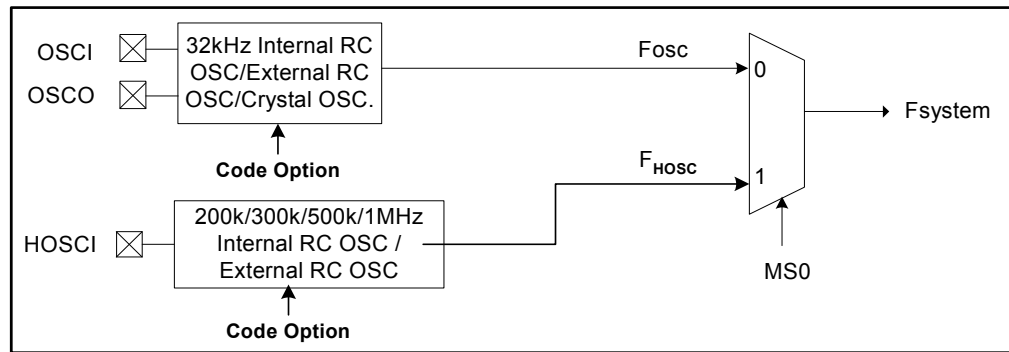 OSCI
OSCO
32kHz Internal RC
OSC/External RC
OSC/Crystal OSC.
Code Option
Fosc
0
Fsystem
FHOSC
1
MS0
HOSCI
200k/300k/500k/1MHz
Internal RC OSC /
External RC OSC
Code Option